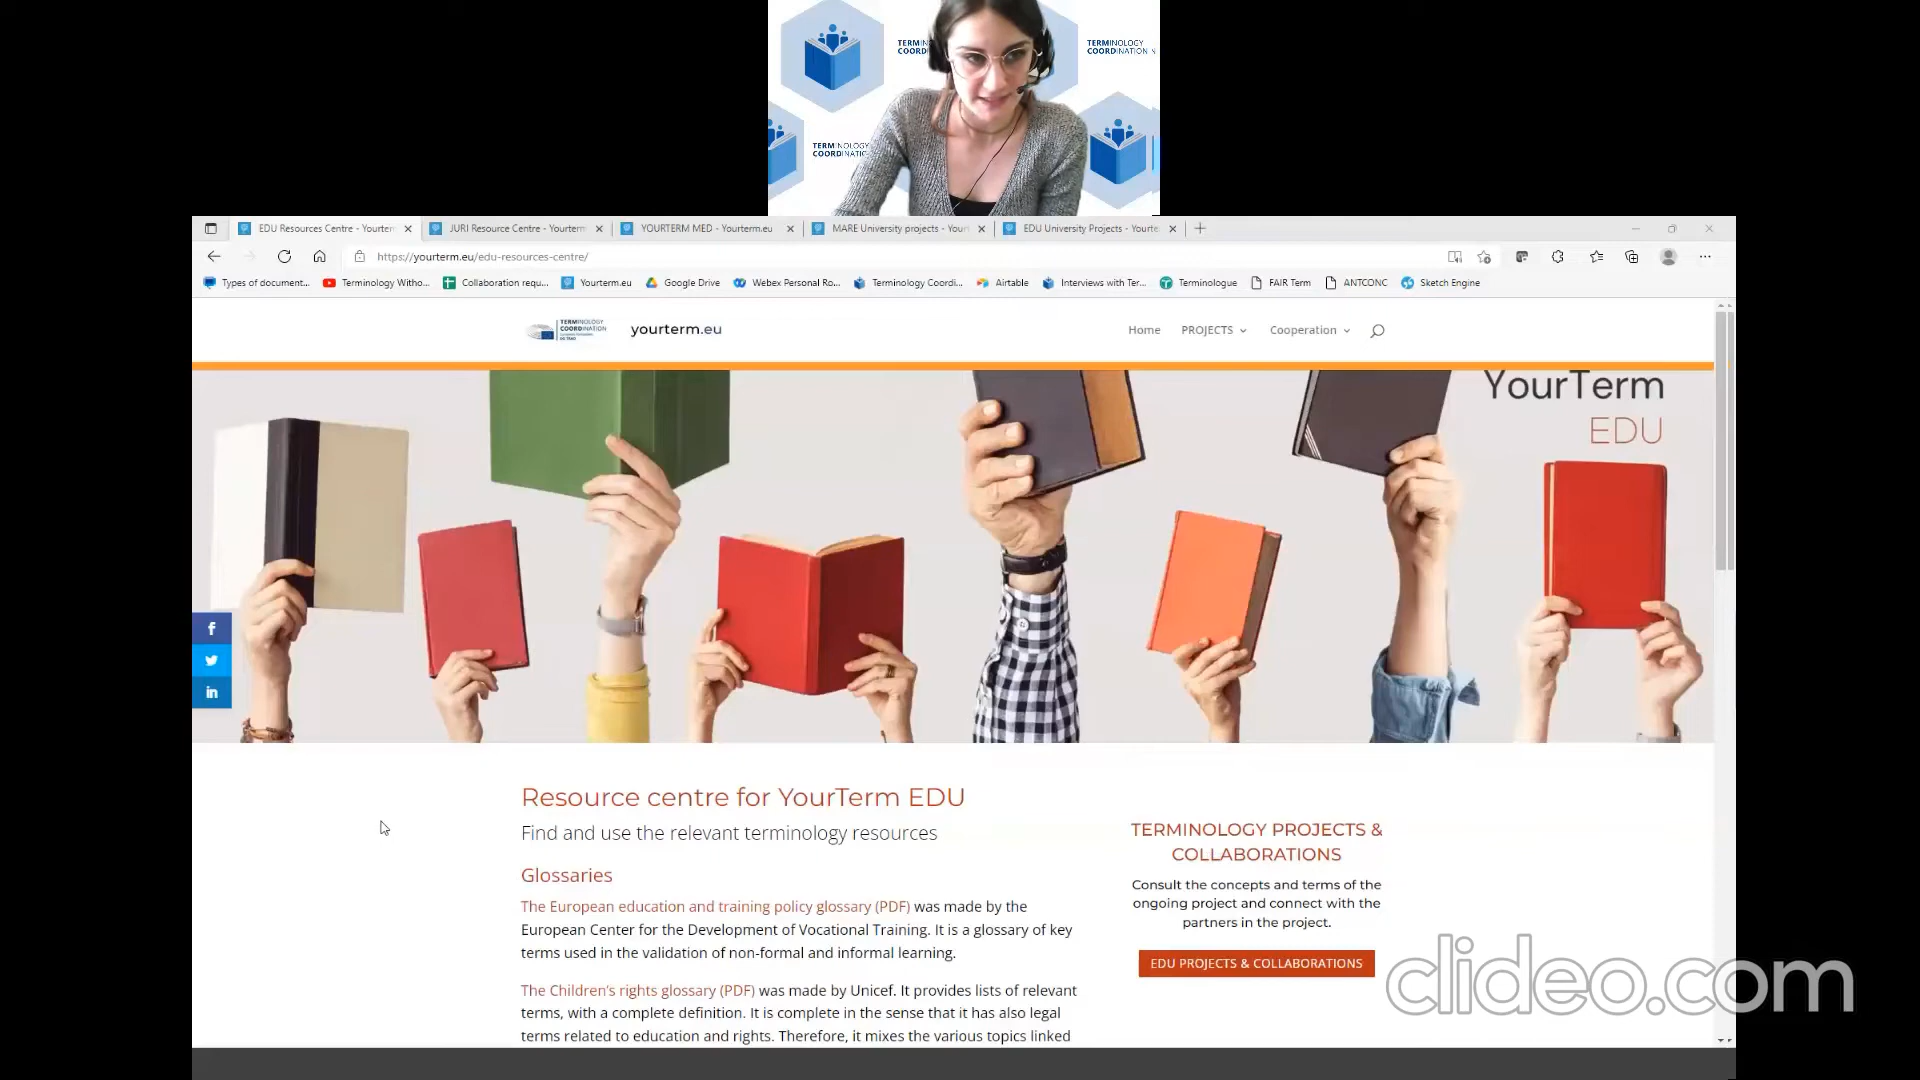 TERMINOLOGY
COORDINATION
TERMINOLOGY
COORDINATION
EDU Resources Centre - Yourter
JURI Resource Centre - Yourterm
YOURTERM MED - Yourterm.eu
MARE University projects - Your
EDU University Projects - Yourte
https://yourterm.eu/edu-resources-centre/
Types of document...
Terminology Witho...
Collaboration requ...
Yourterm.eu
Google Drive
Webex Personal Ro...
Terminology Coordi...
Airtable
Interviews with Ter...
Terminologue
FAIR Term
ANTCONC
Sketch Engine
TERMINOLOGY
COORDINATION
yourterm.eu
Home
PROJECTS
Cooperation
YourTerm
EDU
f
in
Resource centre for YourTerm EDU
Find and use the relevant terminology resources
Glossaries
The European education and training policy glossary (PDF) was made by the
European Center for the Development of Vocational Training. It is a glossary of key
terms used in the validation of non-formal and informal learning.
The Children's rights glossary (PDF) was made by Unicef. It provides lists of relevant
terms, with a complete definition. It is complete in the sense that it has also legal
terms related to education and rights. Therefore, it mixes the various topics linked
TERMINOLOGY PROJECTS &
COLLABORATIONS
Consult the concepts and terms of the
ongoing project and connect with the
partners in the project.
EDU PROJECTS & COLLABORATIONS
clideo.com